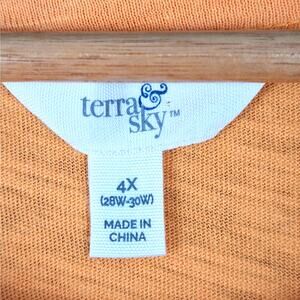 terra &
sky™
4X
(28W-30W)
MADE IN
CHINA